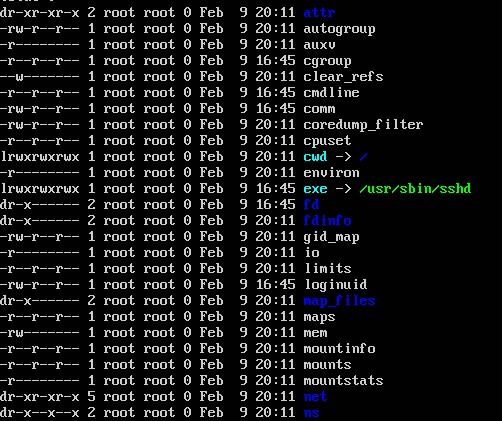 dr-xr-xr-x 2 root root 0 Feb  9 20:11 attr
-rw-r--r-- 1 root root 0 Feb  9 20:11 autogroup
-r-------- 1 root root 0 Feb  9 20:11 auxv
-r--r--r-- 1 root root 0 Feb  9 16:45 cgroup
--w------- 1 root root 0 Feb  9 20:11 clear_refs
-r--r--r-- 1 root root 0 Feb  9 16:45 cmdline
-rw-r--r-- 1 root root 0 Feb  9 16:45 comm
-rw-r--r-- 1 root root 0 Feb  9 20:11 coredump_filter
-r--r--r-- 1 root root 0 Feb  9 20:11 cpuset
lrwxrwxrwx 1 root root 0 Feb  9 20:11 cwd -> /
-r-------- 1 root root 0 Feb  9 20:11 environ
lrwxrwxrwx 1 root root 0 Feb  9 16:45 exe -> /usr/sbin/sshd
dr-x------ 2 root root 0 Feb  9 16:45 fd
dr-x------ 2 root root 0 Feb  9 20:11 fdinfo
-rw-r--r-- 1 root root 0 Feb  9 20:11 gid_map
-r-------- 1 root root 0 Feb  9 20:11 io
-r--r--r-- 1 root root 0 Feb  9 20:11 limits
-rw-r--r-- 1 root root 0 Feb  9 16:45 loginuid
dr-x------ 2 root root 0 Feb  9 20:11 map_files
-r--r--r-- 1 root root 0 Feb  9 20:11 maps
-rw------- 1 root root 0 Feb  9 20:11 mem
-r--r--r-- 1 root root 0 Feb  9 20:11 mountinfo
-r--r--r-- 1 root root 0 Feb  9 20:11 mounts
-r-------- 1 root root 0 Feb  9 20:11 mountstats
dr-xr-xr-x 5 root root 0 Feb  9 20:11 net
dr-x--x--x 2 root root 0 Feb  9 20:11 ns